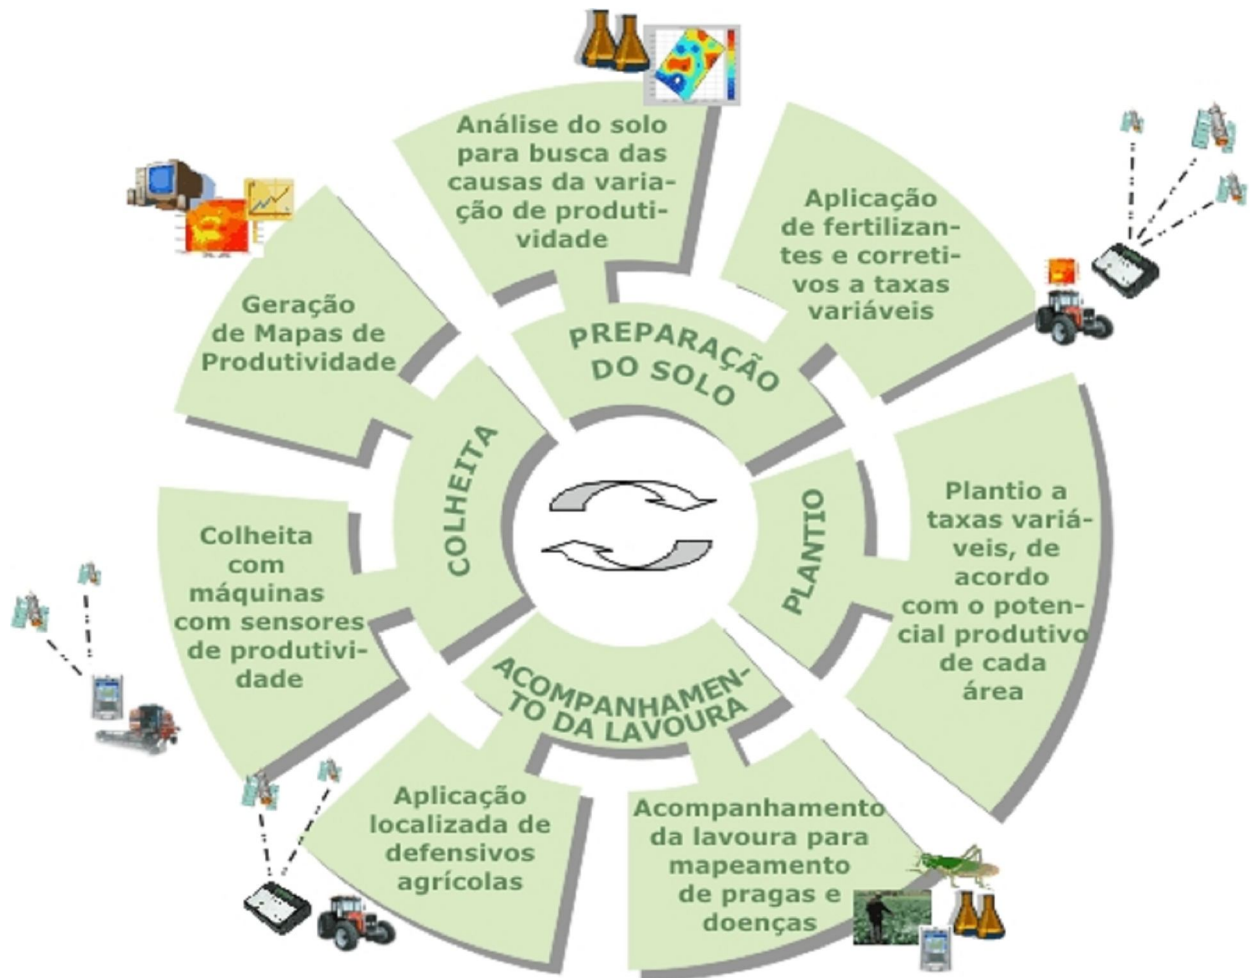 Análise do solo
para busca das
causas da varia-
ção de produti-
vidade
Aplicação
de fertilizan-
tes e correti-
vos a taxas
variáveis
PREPARAÇÃO
DO SOLO
Plantio a
taxas variá-
veis, de
acordo
com o poten-
cial produtivo
de cada
área
PLANTIO
Acompanhamento
da lavoura para
mapeamento
de pragas e
doenças
Aplicação
localizada de
defensivos
agrícolas
ACOMPANHAMEN-
TO DA LAVOURA
Colheita
com
máquinas
com sensores
de produtivi-
dade
Geração
de Mapas de
Produtividade
COLHEITA